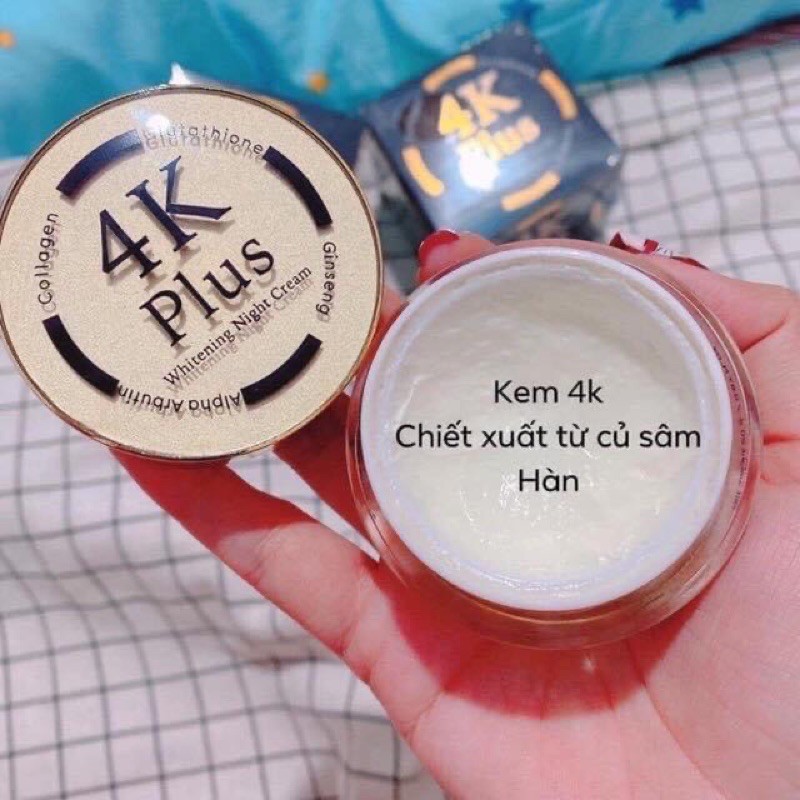 Glutathione
Collagen
4K
Plus
Ginseng
Whitening Night Cream
Alpha Arbutin
4K
Plus
Kem 4k
Chiết xuất từ củ sâm
Hàn